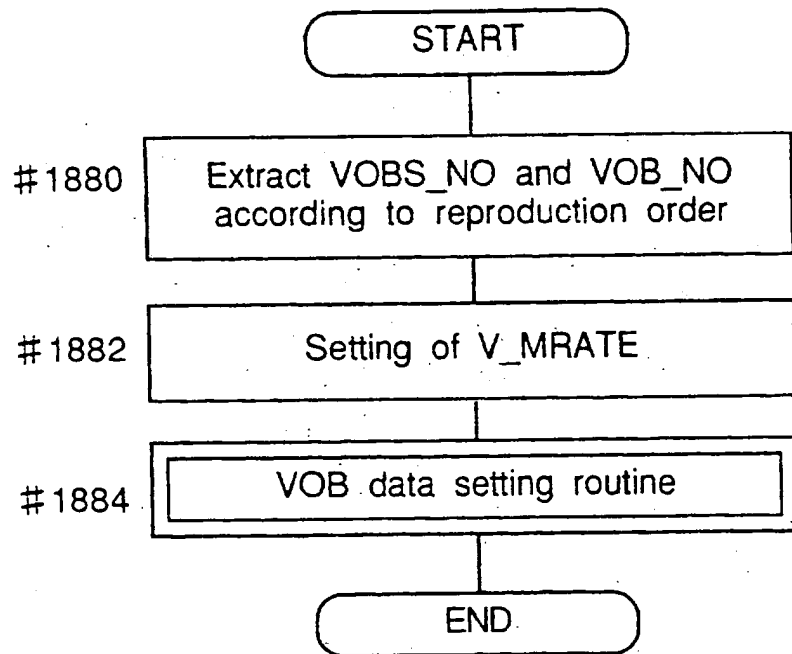 START
#1880
Extract VOBS_NO and VOB_NO
according to reproduction order
#1882
Setting of V_MRATE
#1884
VOB data setting routine
END